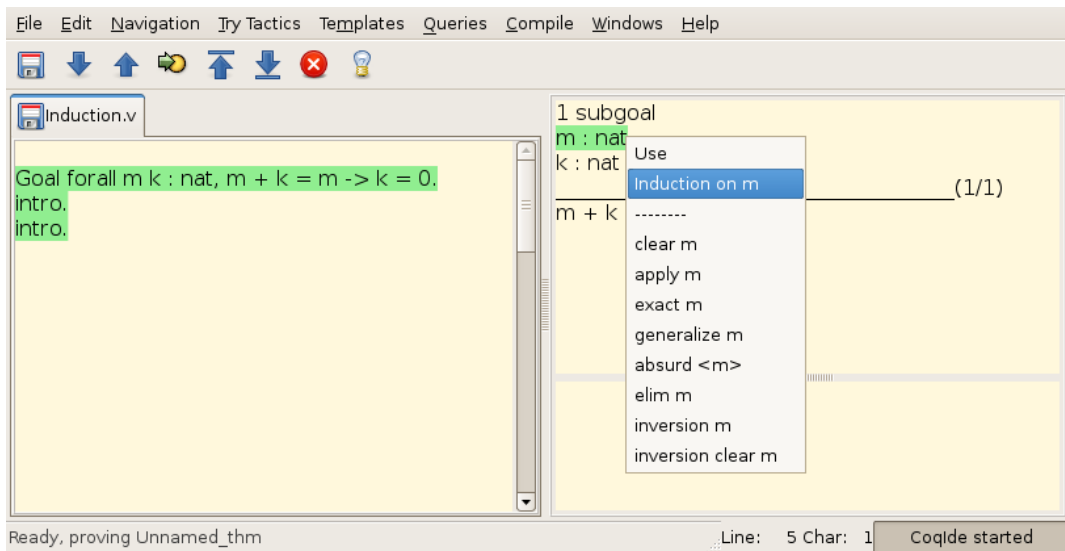 File Edit Navigation Try Tactics Templates Queries Compile Windows Help
Induction.v
Goal forall m k : nat, m + k = m -> k = 0.
intro.
intro.
1 subgoal
m : nat
k : nat
(1/1)
m + k
Use
Induction on m
--------
clear m
apply m
exact m
generalize m
absurd <m>
elim m
inversion m
inversion clear m
Ready, proving Unnamed_thm
Line: 5 Char: 1
CoqIde started